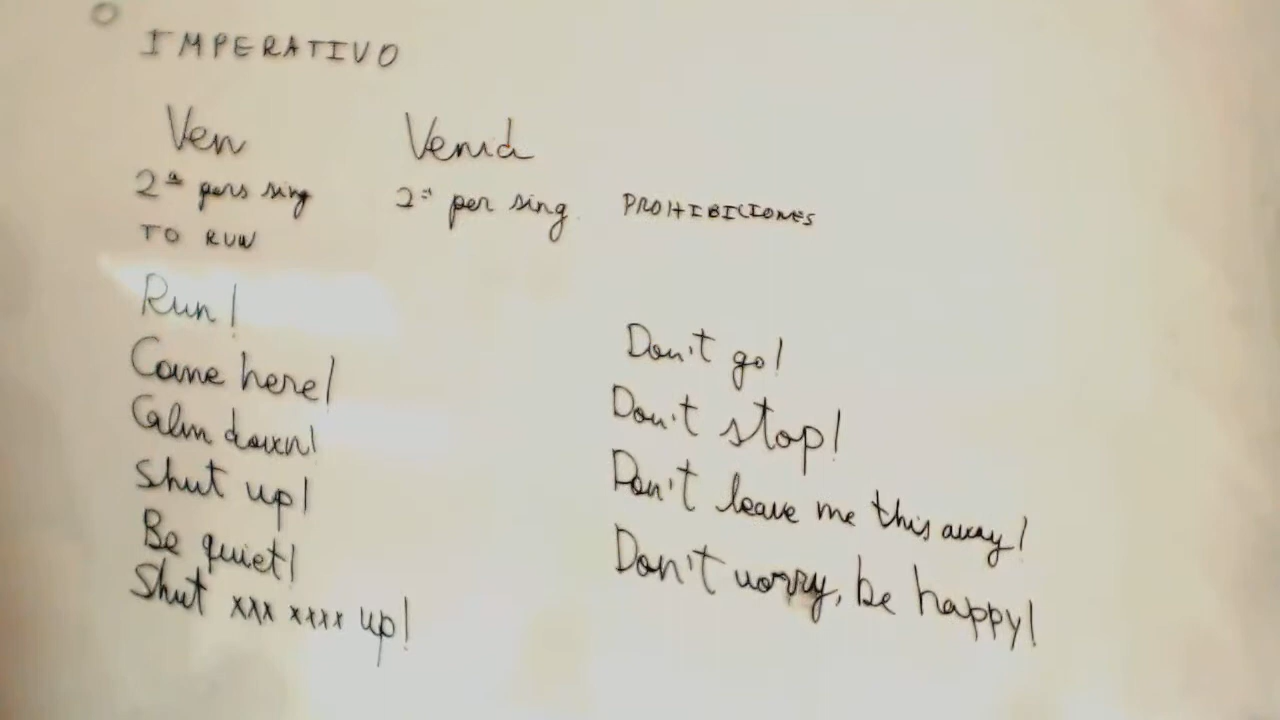 IMPERATIVO
Ven Venid
2ª pers sing 2ª per sing PROHIBICIONES
TO RUN
Run!
Come here! Don't go!
Calm down! Don't stop!
Shut up! Don't leave me this away!
Be quiet! Don't worry, be happy!
Shut xxx xxxx up!